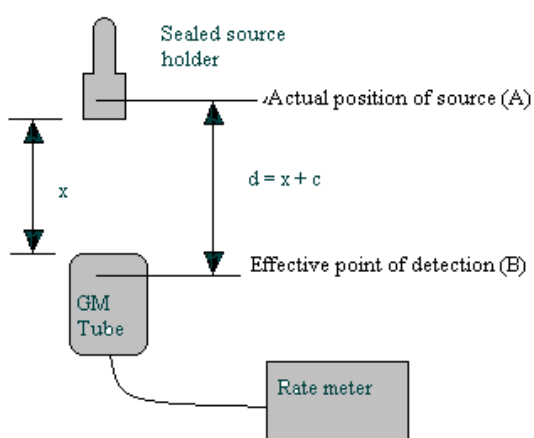 Sealed source
holder
Actual position of source (A)
d = x + c
x
Effective point of detection (B)
GM
Tube
Rate meter